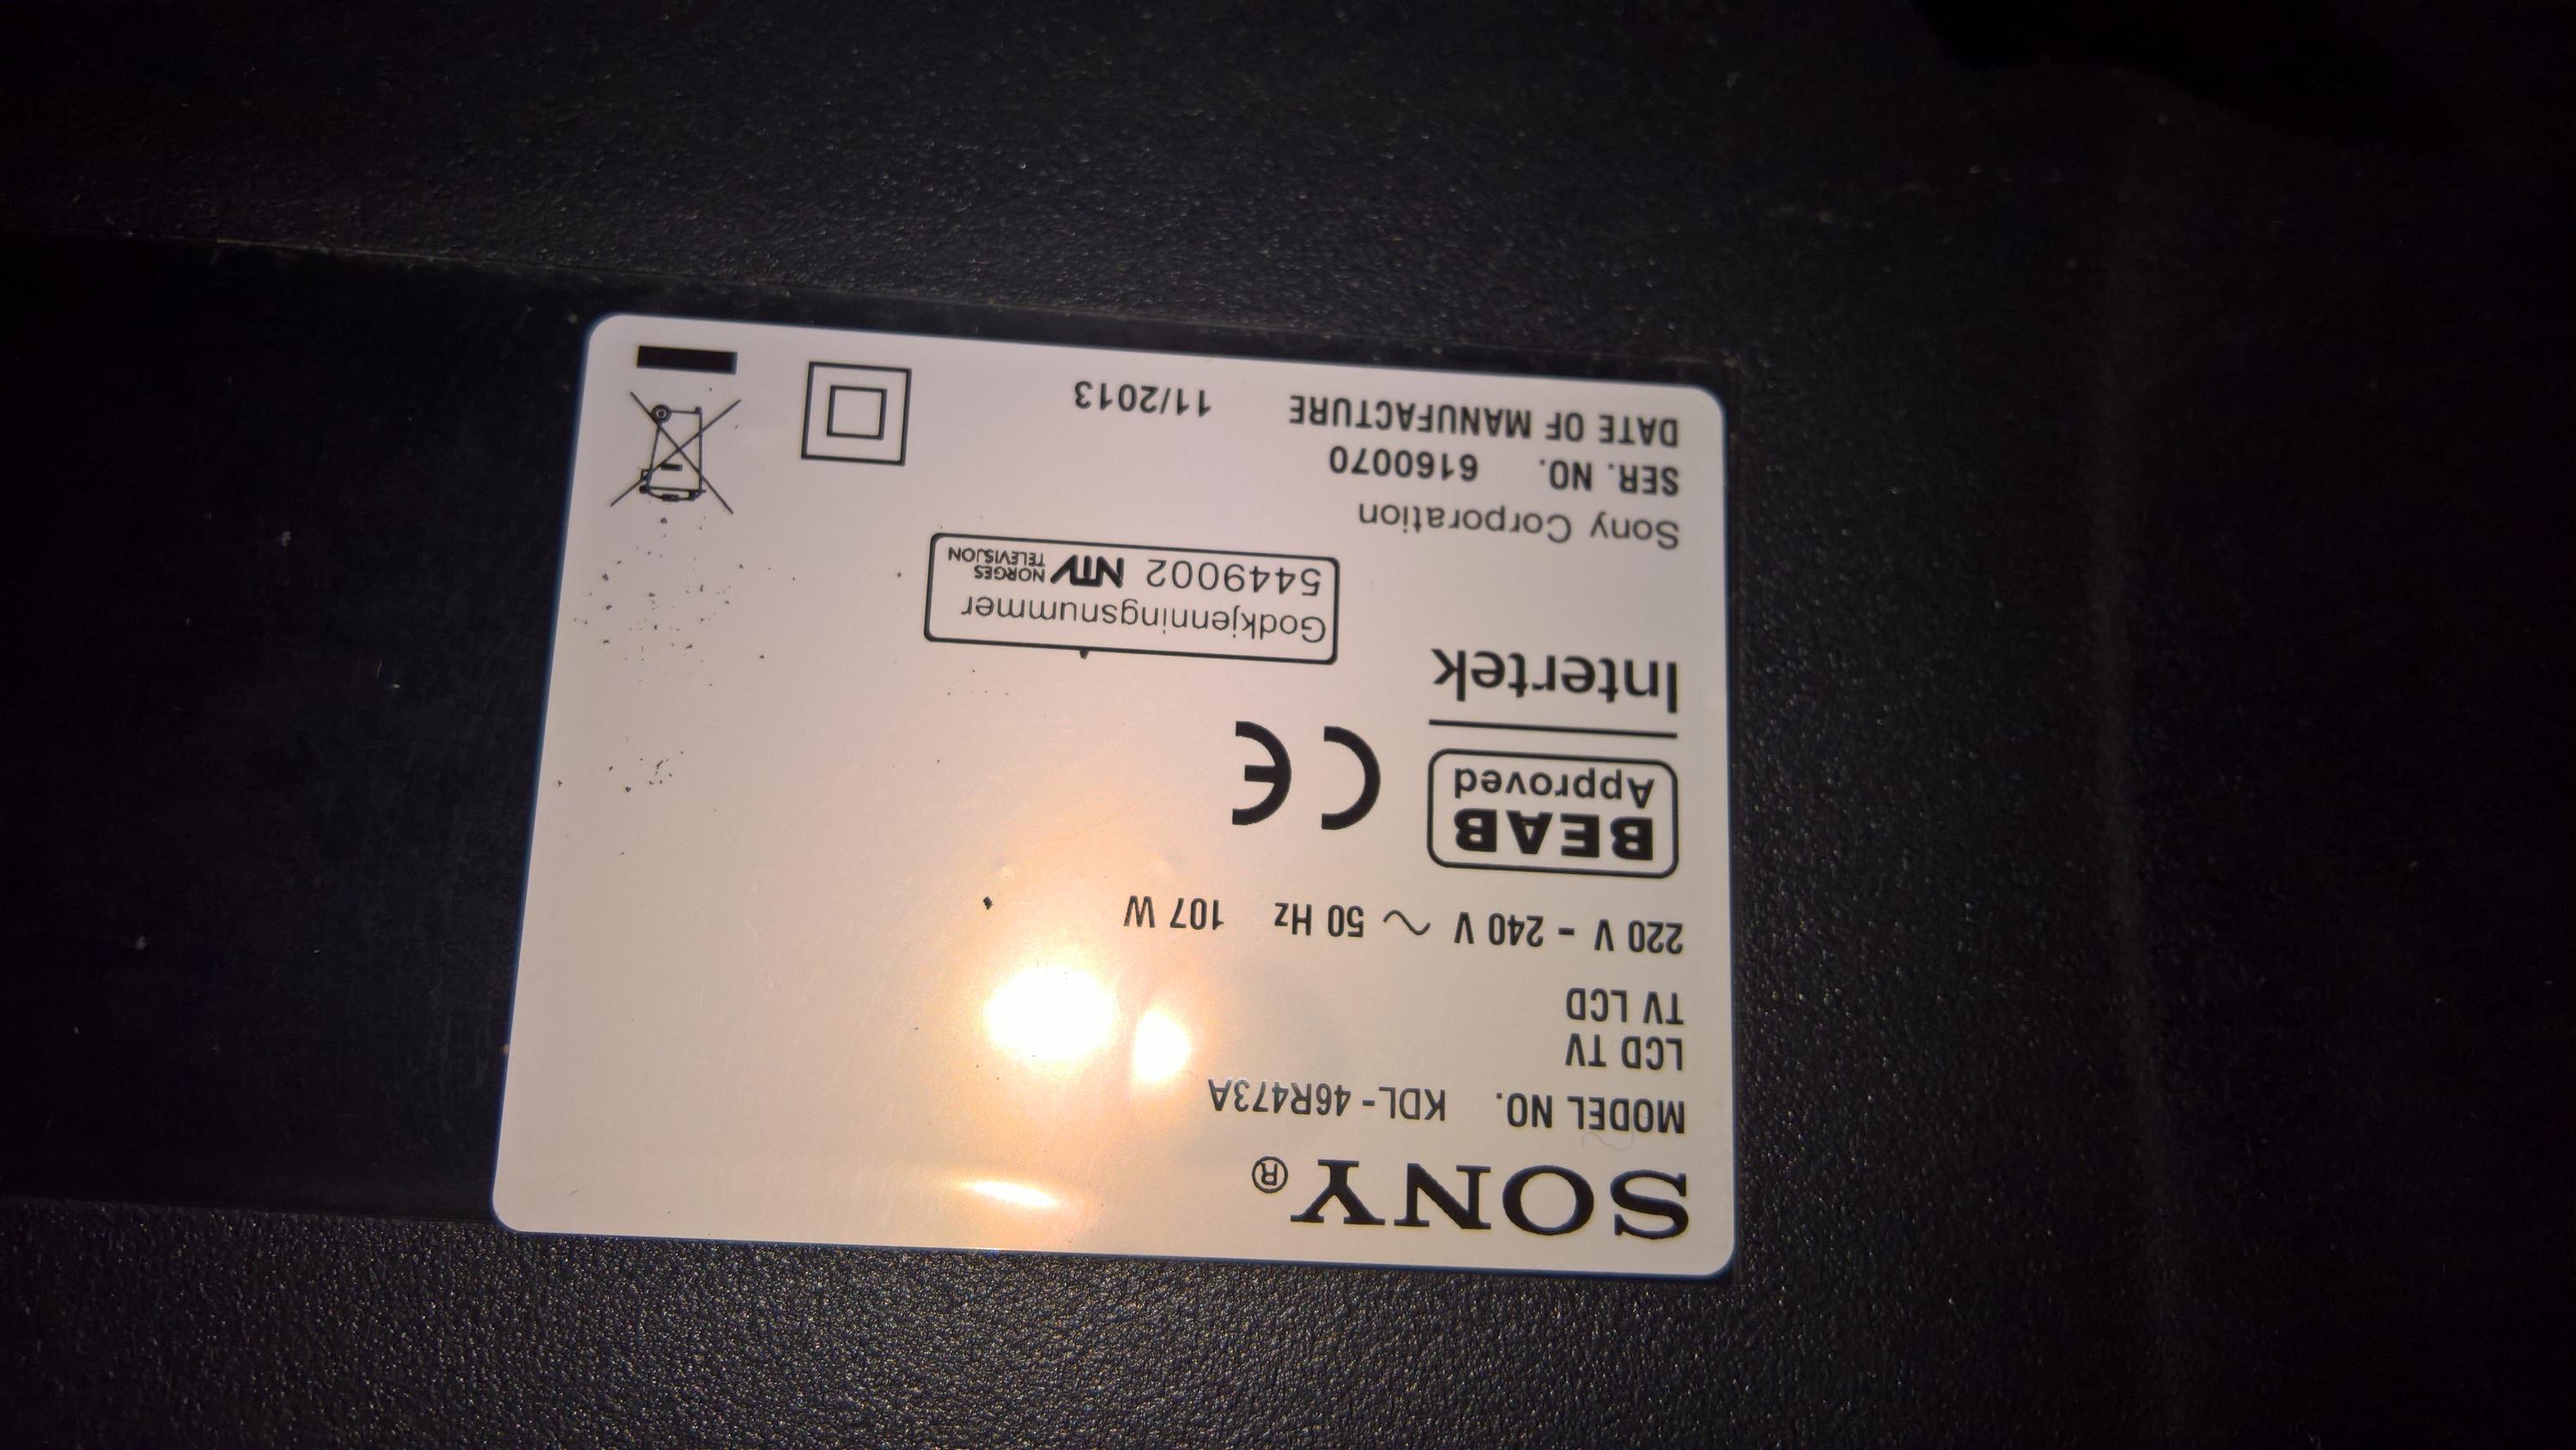 SONY®
MODEL NO. KDL-46R473A
LCD TV
TV LCD
220 V - 240 V ~ 50 Hz 107 W
BEAB
Approved
CE
Intertek
Godkjenningsnummer
5449002 NTV NORGES
TELEVISJON
Sony Corporation
SER. NO. 6160070
DATE OF MANUFACTURE 11/2013